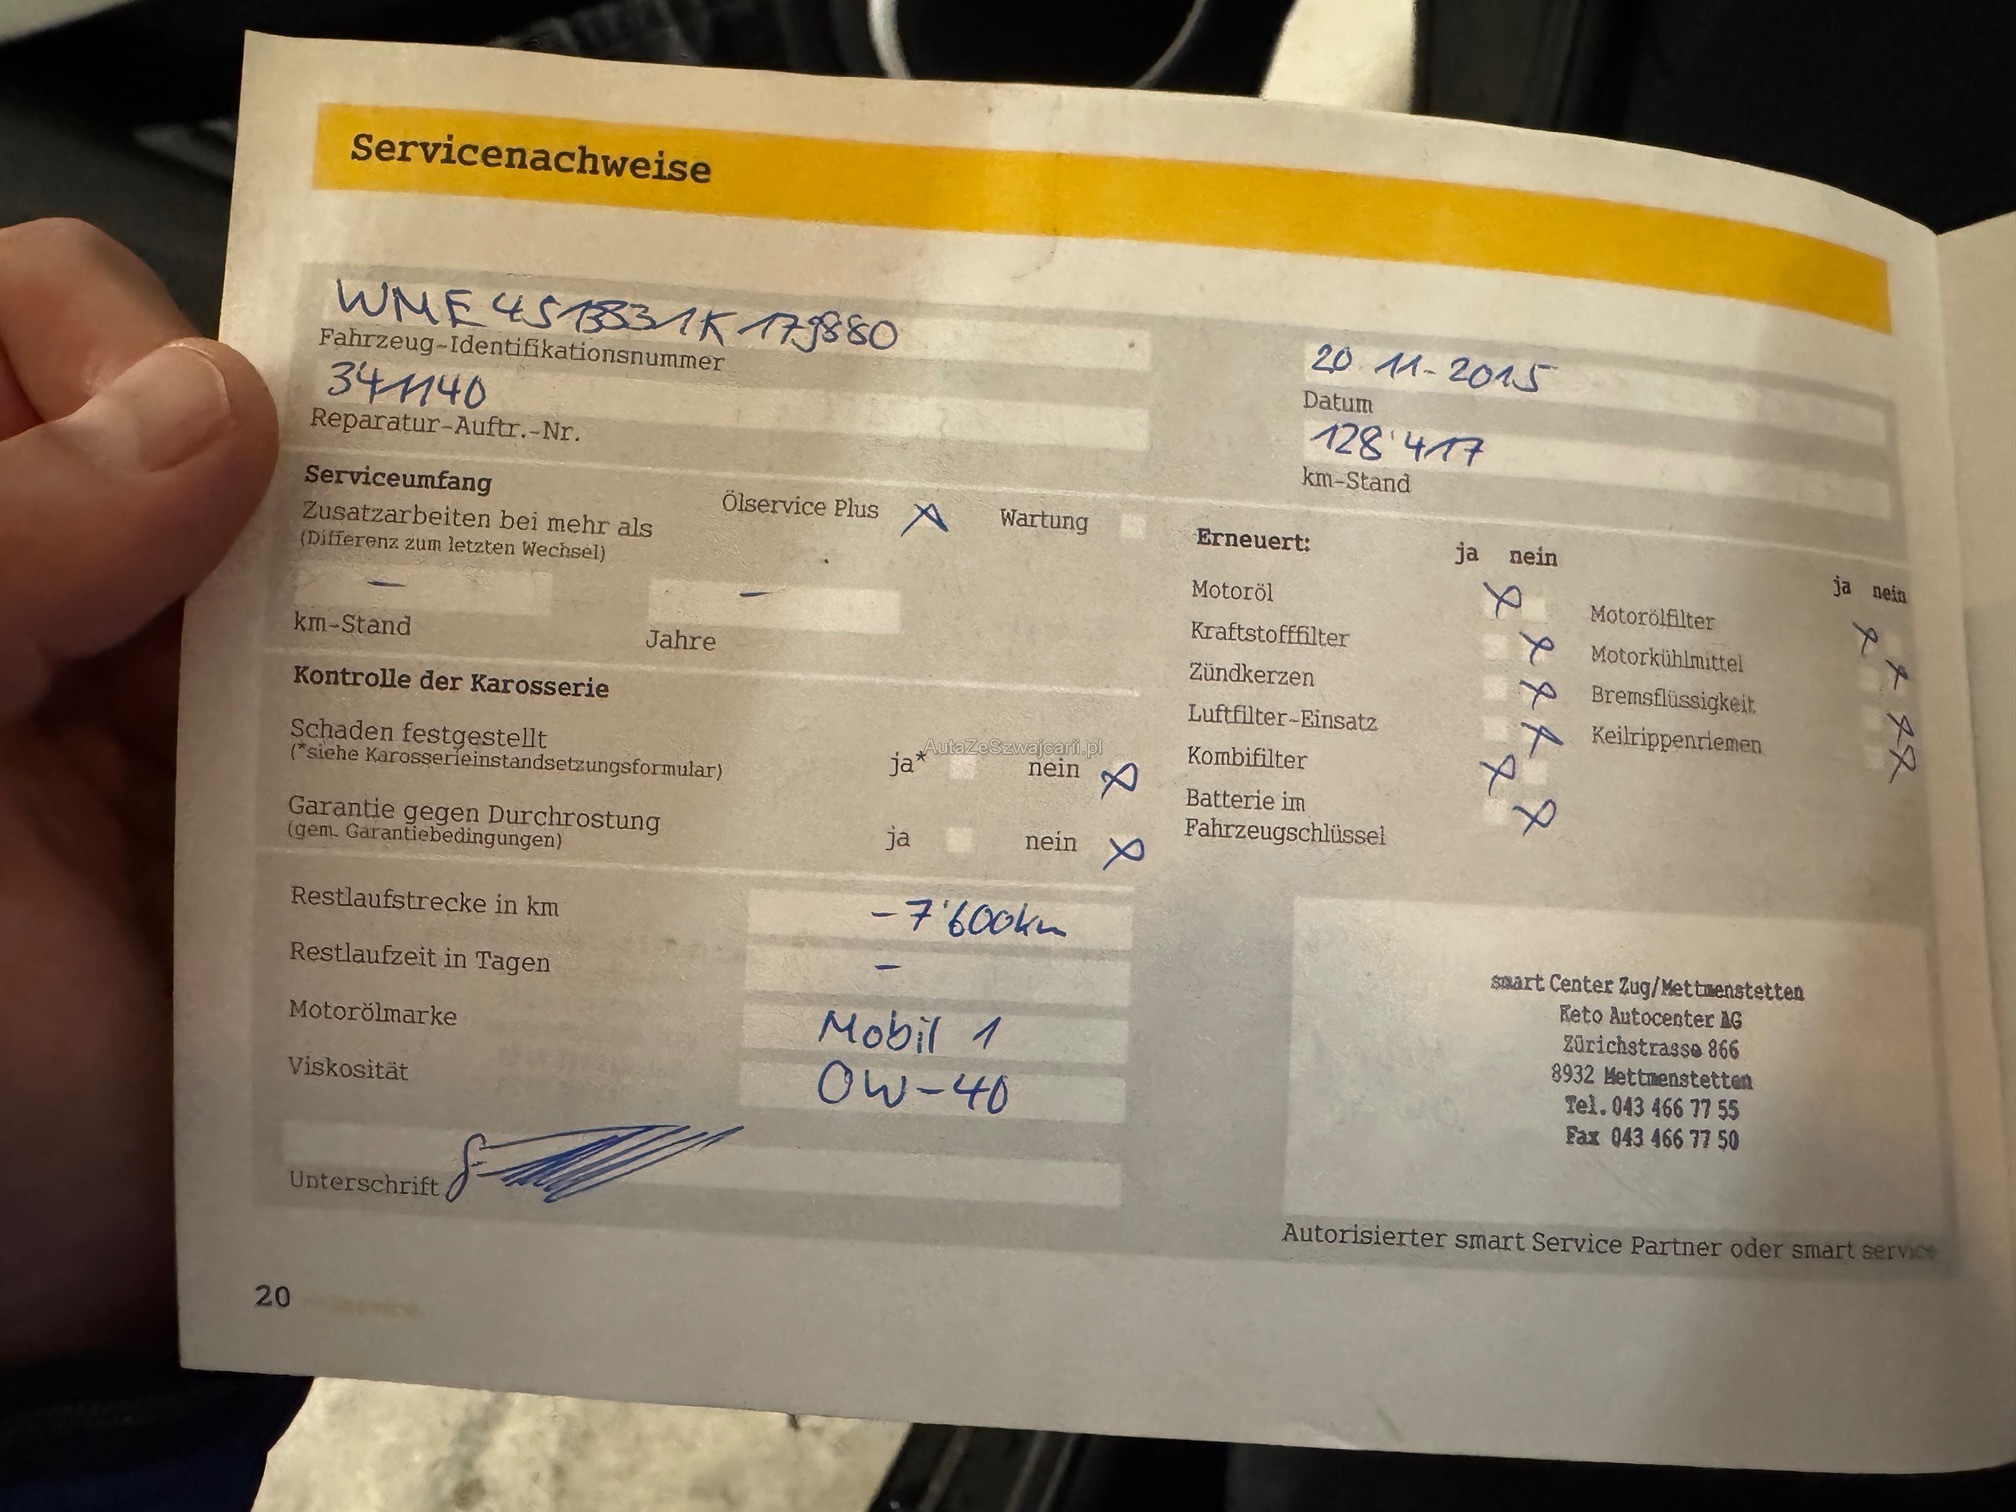 Servicenachweise
WME4513331K179880
Fahrzeug-Identifikationsnummer
341140
Reparatur-Auftr.-Nr.
20 11-2015
Datum
128'417
km-Stand
Serviceumfang
Ölservice Plus X Wartung
Zusatzarbeiten bei mehr als
(Differenz zum letzten Wechsel)
– –
km-Stand Jahre
Kontrolle der Karosserie
Schaden festgestellt
(*siehe Karosserieinstandsetzungsformular) ja* nein X
Garantie gegen Durchrostung
(gem. Garantiebedingungen) ja nein X
Restlaufstrecke in km -7'600km
Restlaufzeit in Tagen –
Motorölmarke Mobil 1
Viskosität 0W-40
Unterschrift
Erneuert: ja nein ja nein
Motoröl X Motorölfilter X
Kraftstofffilter X Motorkühlmittel X
Zündkerzen X Bremsflüssigkeit X
Luftfilter-Einsatz X Keilrippenriemen X
Kombifilter X
Batterie im
Fahrzeugschlüssel X
smart Center Zug/Mettmenstetten
Keto Autocenter AG
Zürichstrasse 866
8932 Mettmenstetten
Tel. 043 466 77 55
Fax 043 466 77 50
Autorisierter smart Service Partner oder smart service
20
AutaZeSzwajcarii.pl